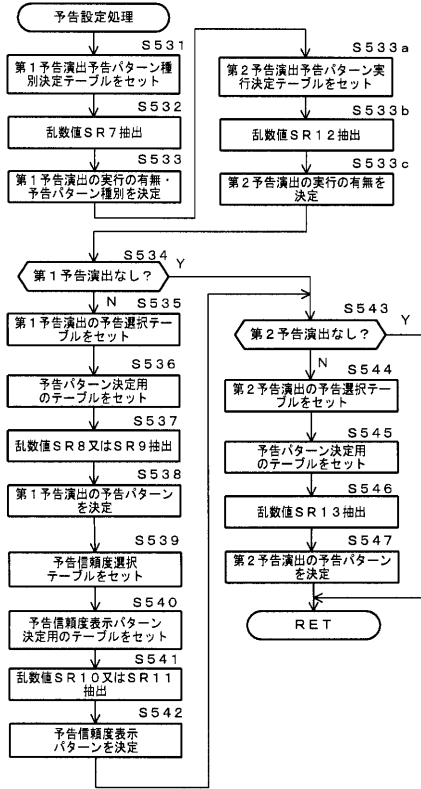 予告設定処理
S531
第1予告演出予告パターン種
別決定テーブルをセット
S532
乱数値SR7抽出
S533
第1予告演出の実行の有無・
予告パターン種別を決定
S533a
第2予告演出予告パターン実
行決定テーブルをセット
S533b
乱数値SR12抽出
S533c
第2予告演出の実行の有無を
決定
S534
第1予告演出なし?
Y
N
S535
第1予告演出の予告選択テー
ブルをセット
S536
予告パターン決定用
のテーブルをセット
S537
乱数値SR8又はSR9抽出
S538
第1予告演出の予告パターン
を決定
S539
予告信頼度選択
テーブルをセット
S540
予告信頼度表示パターン
決定用のテーブルをセット
S541
乱数値SR10又はSR11
抽出
S542
予告信頼度表示
パターンを決定
S543
第2予告演出なし?
Y
N
S544
第2予告演出の予告選択テー
ブルをセット
S545
予告パターン決定用
のテーブルをセット
S546
乱数値SR13抽出
S547
第2予告演出の予告パターン
を決定
RET